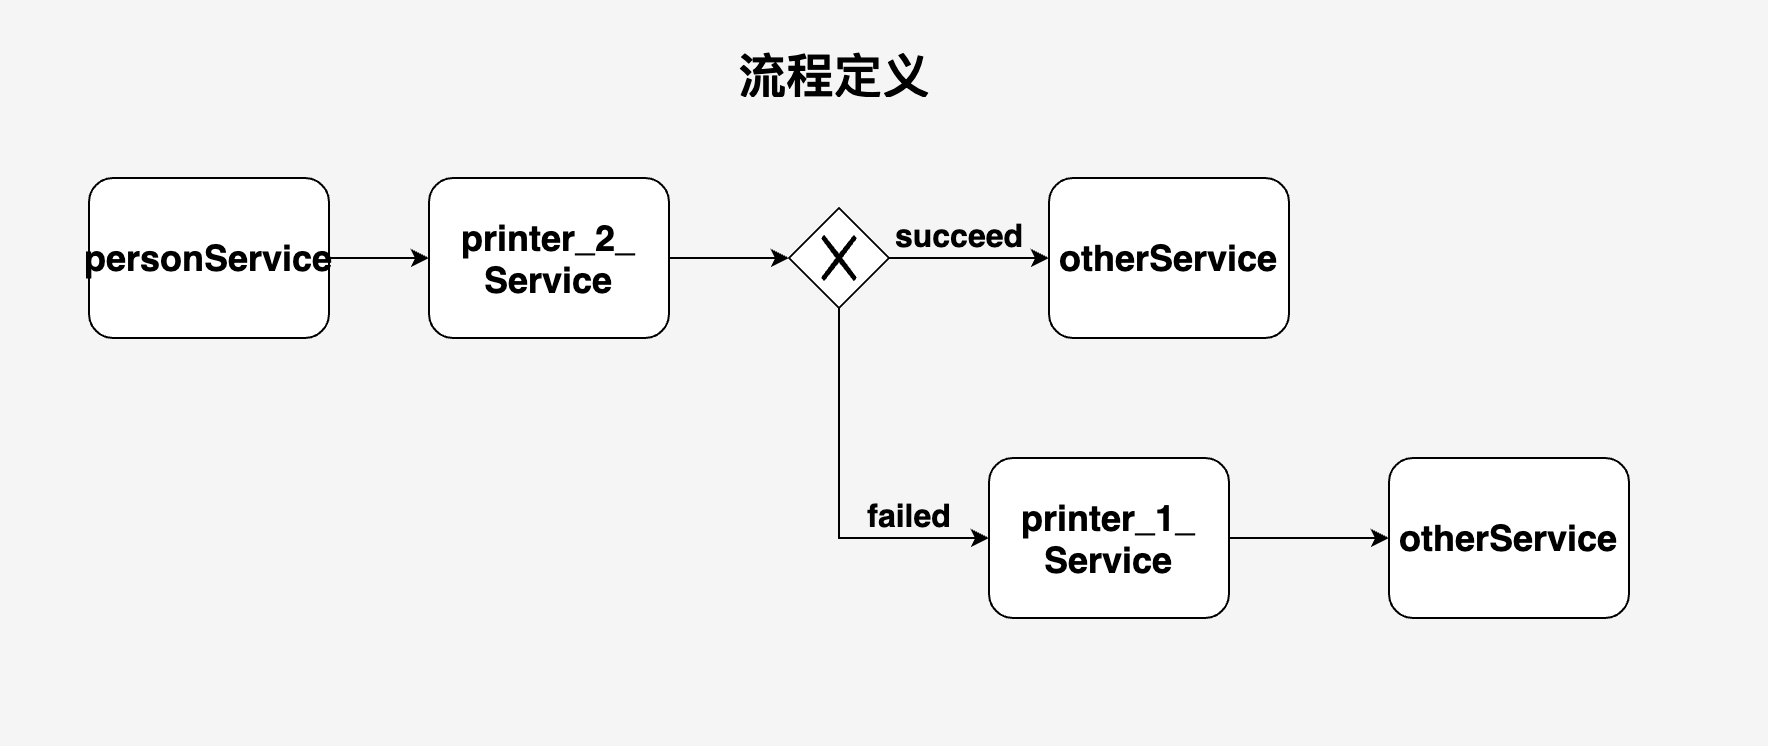 流程定义
personService
printer_2_
Service
succeed
otherService
failed
printer_1_
Service
otherService